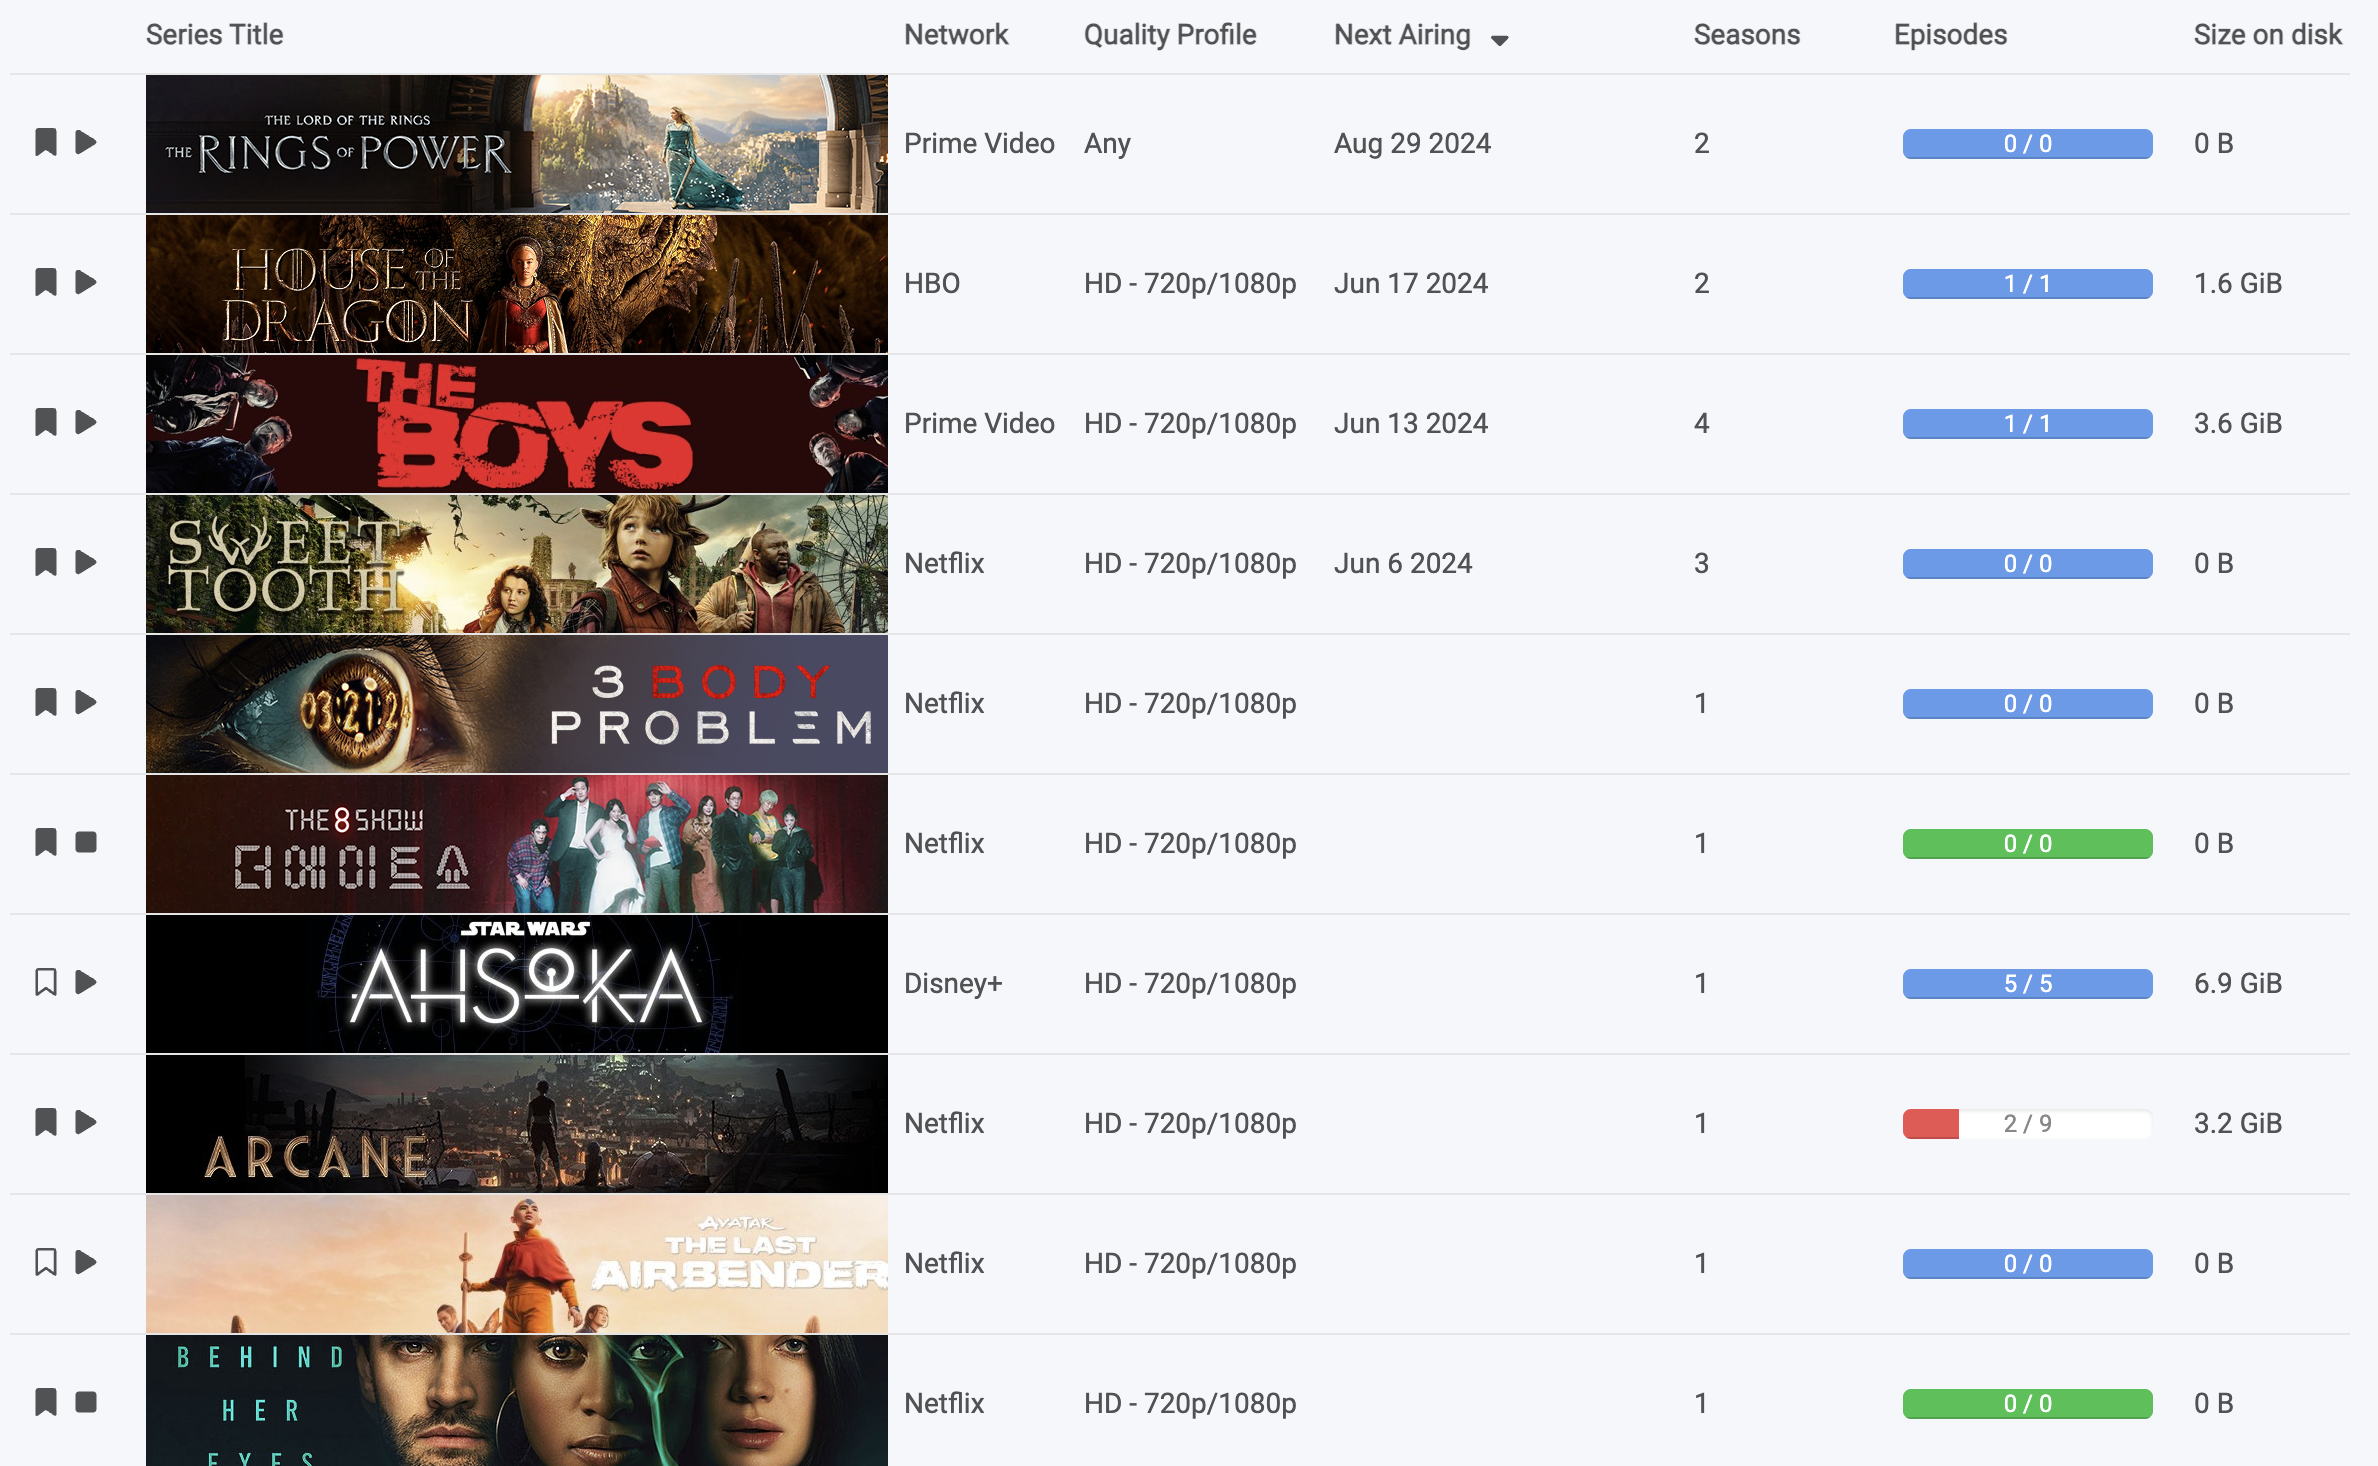 Series Title Network Quality Profile Next Airing Seasons Episodes Size on disk
THE LORD OF THE RINGS
THE RINGS OF POWER
Prime Video Any Aug 29 2024 2 0 / 0 0 B
HOUSE OF THE
DRAGON
HBO HD - 720p/1080p Jun 17 2024 2 1 / 1 1.6 GiB
THE
BOYS
Prime Video HD - 720p/1080p Jun 13 2024 4 1 / 1 3.6 GiB
SWEET
TOOTH
Netflix HD - 720p/1080p Jun 6 2024 3 0 / 0 0 B
03:21:24
3 BODY
PROBLEM
Netflix HD - 720p/1080p 1 0 / 0 0 B
THE 8 SHOW
더 에이트 쇼
Netflix HD - 720p/1080p 1 0 / 0 0 B
STAR WARS
AHSOKA
Disney+ HD - 720p/1080p 1 5 / 5 6.9 GiB
ARCANE
Netflix HD - 720p/1080p 1 2 / 9 3.2 GiB
AVATAR
THE LAST
AIRBENDER
Netflix HD - 720p/1080p 1 0 / 0 0 B
BEHIND
HER
EYES
Netflix HD - 720p/1080p 1 0 / 0 0 B